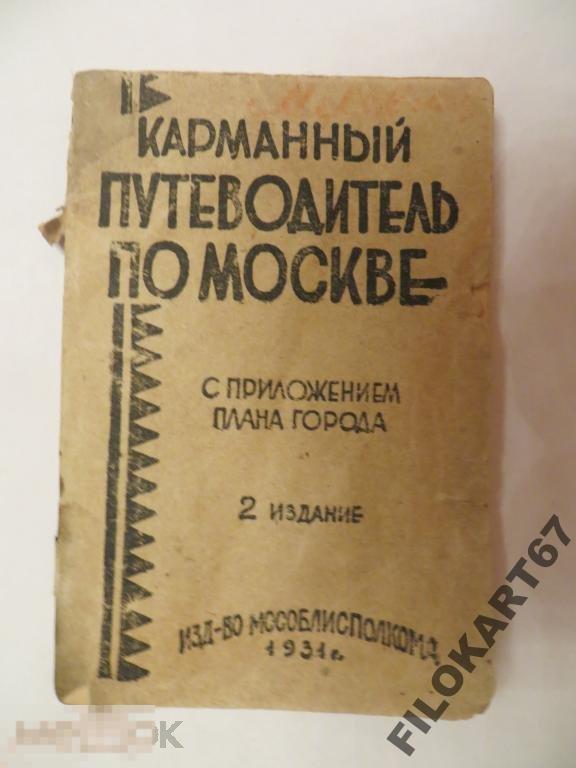 КАРМАННЫЙ
ПУТЕВОДИТЕЛЬ
ПО МОСКВЕ
С ПРИЛОЖЕНИЕМ
ПЛАНА ГОРОДА
2 ИЗДАНИЕ
ИЗД-ВО МОСОБЛИСПОЛКОМА
1931 г.
FILOKART67